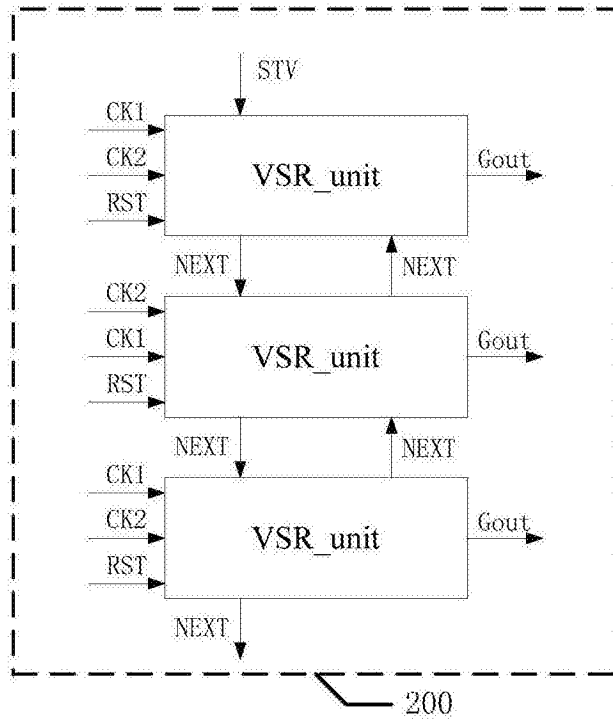 STV
CK1
CK2
RST
VSR_unit
Gout
NEXT
NEXT
CK2
CK1
RST
VSR_unit
Gout
NEXT
NEXT
CK1
CK2
RST
VSR_unit
Gout
NEXT
200